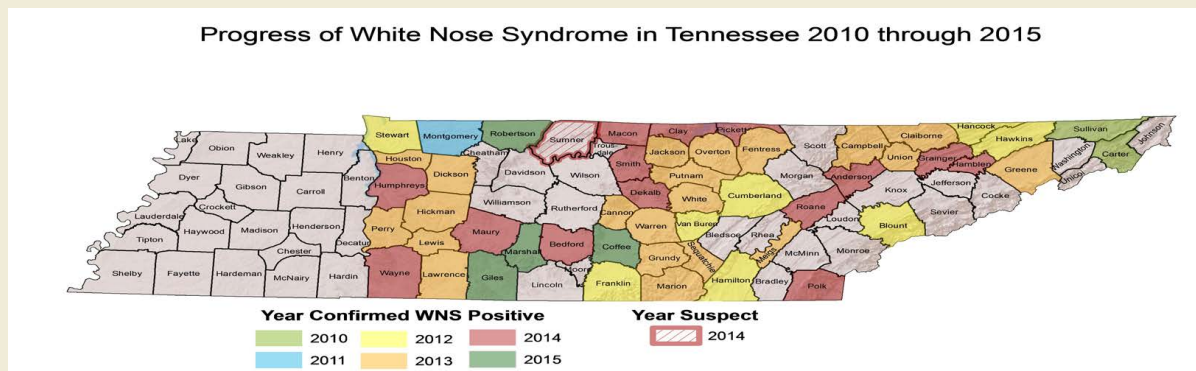 Progress of White Nose Syndrome in Tennessee 2010 through 2015
Lake
Obion
Weakley
Henry
Stewart
Montgomery
Robertson
Sumner
Macon
Clay
Pickett
Scott
Campbell
Claiborne
Hancock
Hawkins
Sullivan
Johnson
Carter
Washington
Unicoi
Greene
Dyer
Gibson
Carroll
Benton
Houston
Humphreys
Dickson
Cheatham
Davidson
Wilson
Trous-
dale
Smith
Jackson
Overton
Fentress
Putnam
Morgan
Anderson
Union
Grainger
Hamblen
Knox
Jefferson
Cocke
Sevier
Lauderdale
Crockett
Haywood
Madison
Henderson
Decatur
Perry
Hickman
Williamson
Rutherford
Cannon
Dekalb
White
Cumberland
Roane
Loudon
Blount
Tipton
Chester
Lewis
Maury
Marshall
Bedford
Coffee
Warren
Van Buren
Bledsoe
Rhea
Meigs
McMinn
Monroe
Shelby
Fayette
Hardeman
McNairy
Hardin
Wayne
Lawrence
Giles
Lincoln
Moore
Franklin
Grundy
Sequatchie
Marion
Hamilton
Bradley
Polk
Year Confirmed WNS Positive
2010
2012
2014
2011
2013
2015
Year Suspect
2014